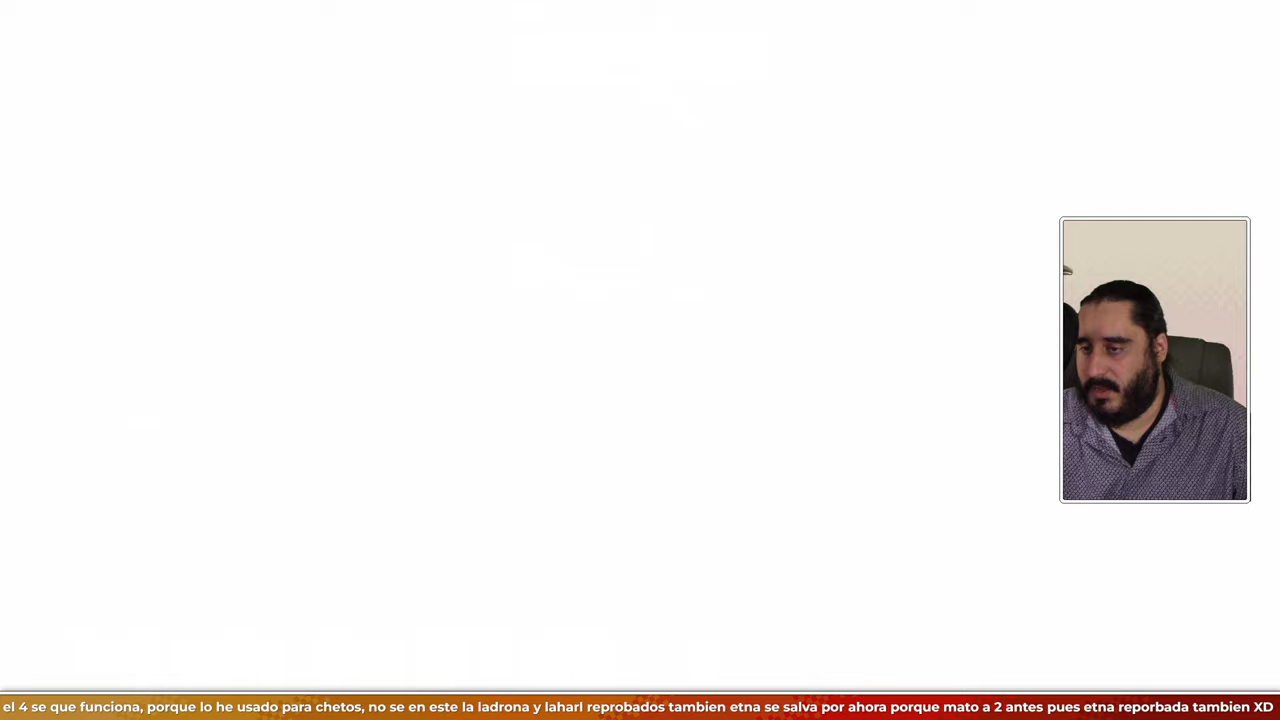 el 4 se que funciona, porque lo he usado para chetos, no se en este la ladrona y laharl reprobados tambien etna se salva por ahora porque mato a 2 antes pues etna reporbada tambien XD